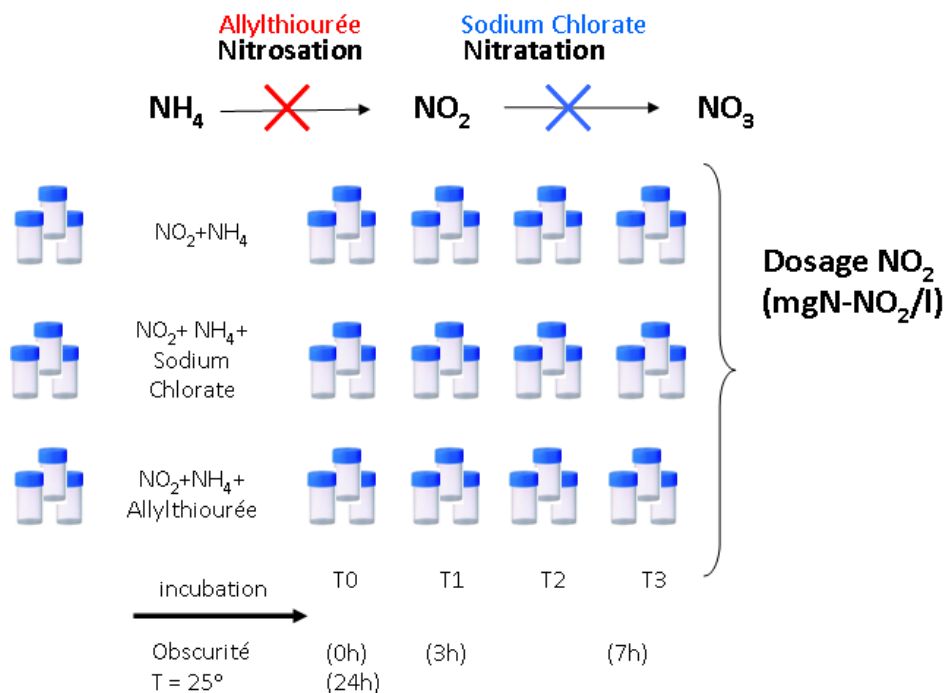 Allylthiourée
Nitrosation
Sodium Chlorate
Nitratation
NH₄
NO₂
NO₃
NO₂+NH₄
NO₂+ NH₄+
Sodium
Chlorate
NO₂+NH₄+
Allylthiourée
Dosage NO₂
(mgN-NO₂/l)
incubation
T0 T1 T2 T3
Obscurité
T = 25°
(0h) (3h) (7h)
(24h)